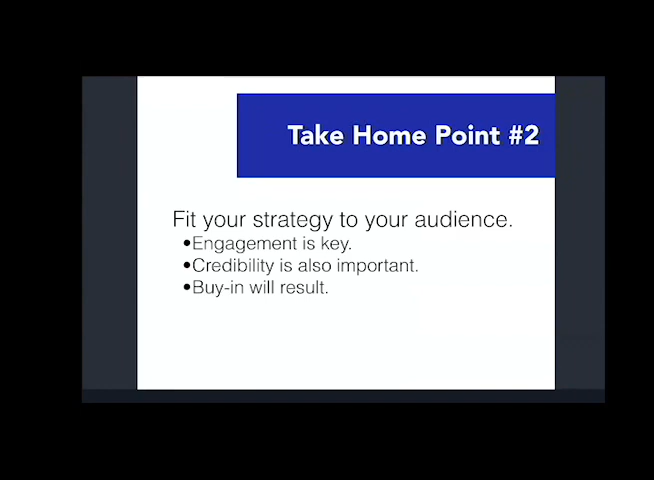 Take Home Point #2
Fit your strategy to your audience.
•Engagement is key.
•Credibility is also important.
•Buy-in will result.